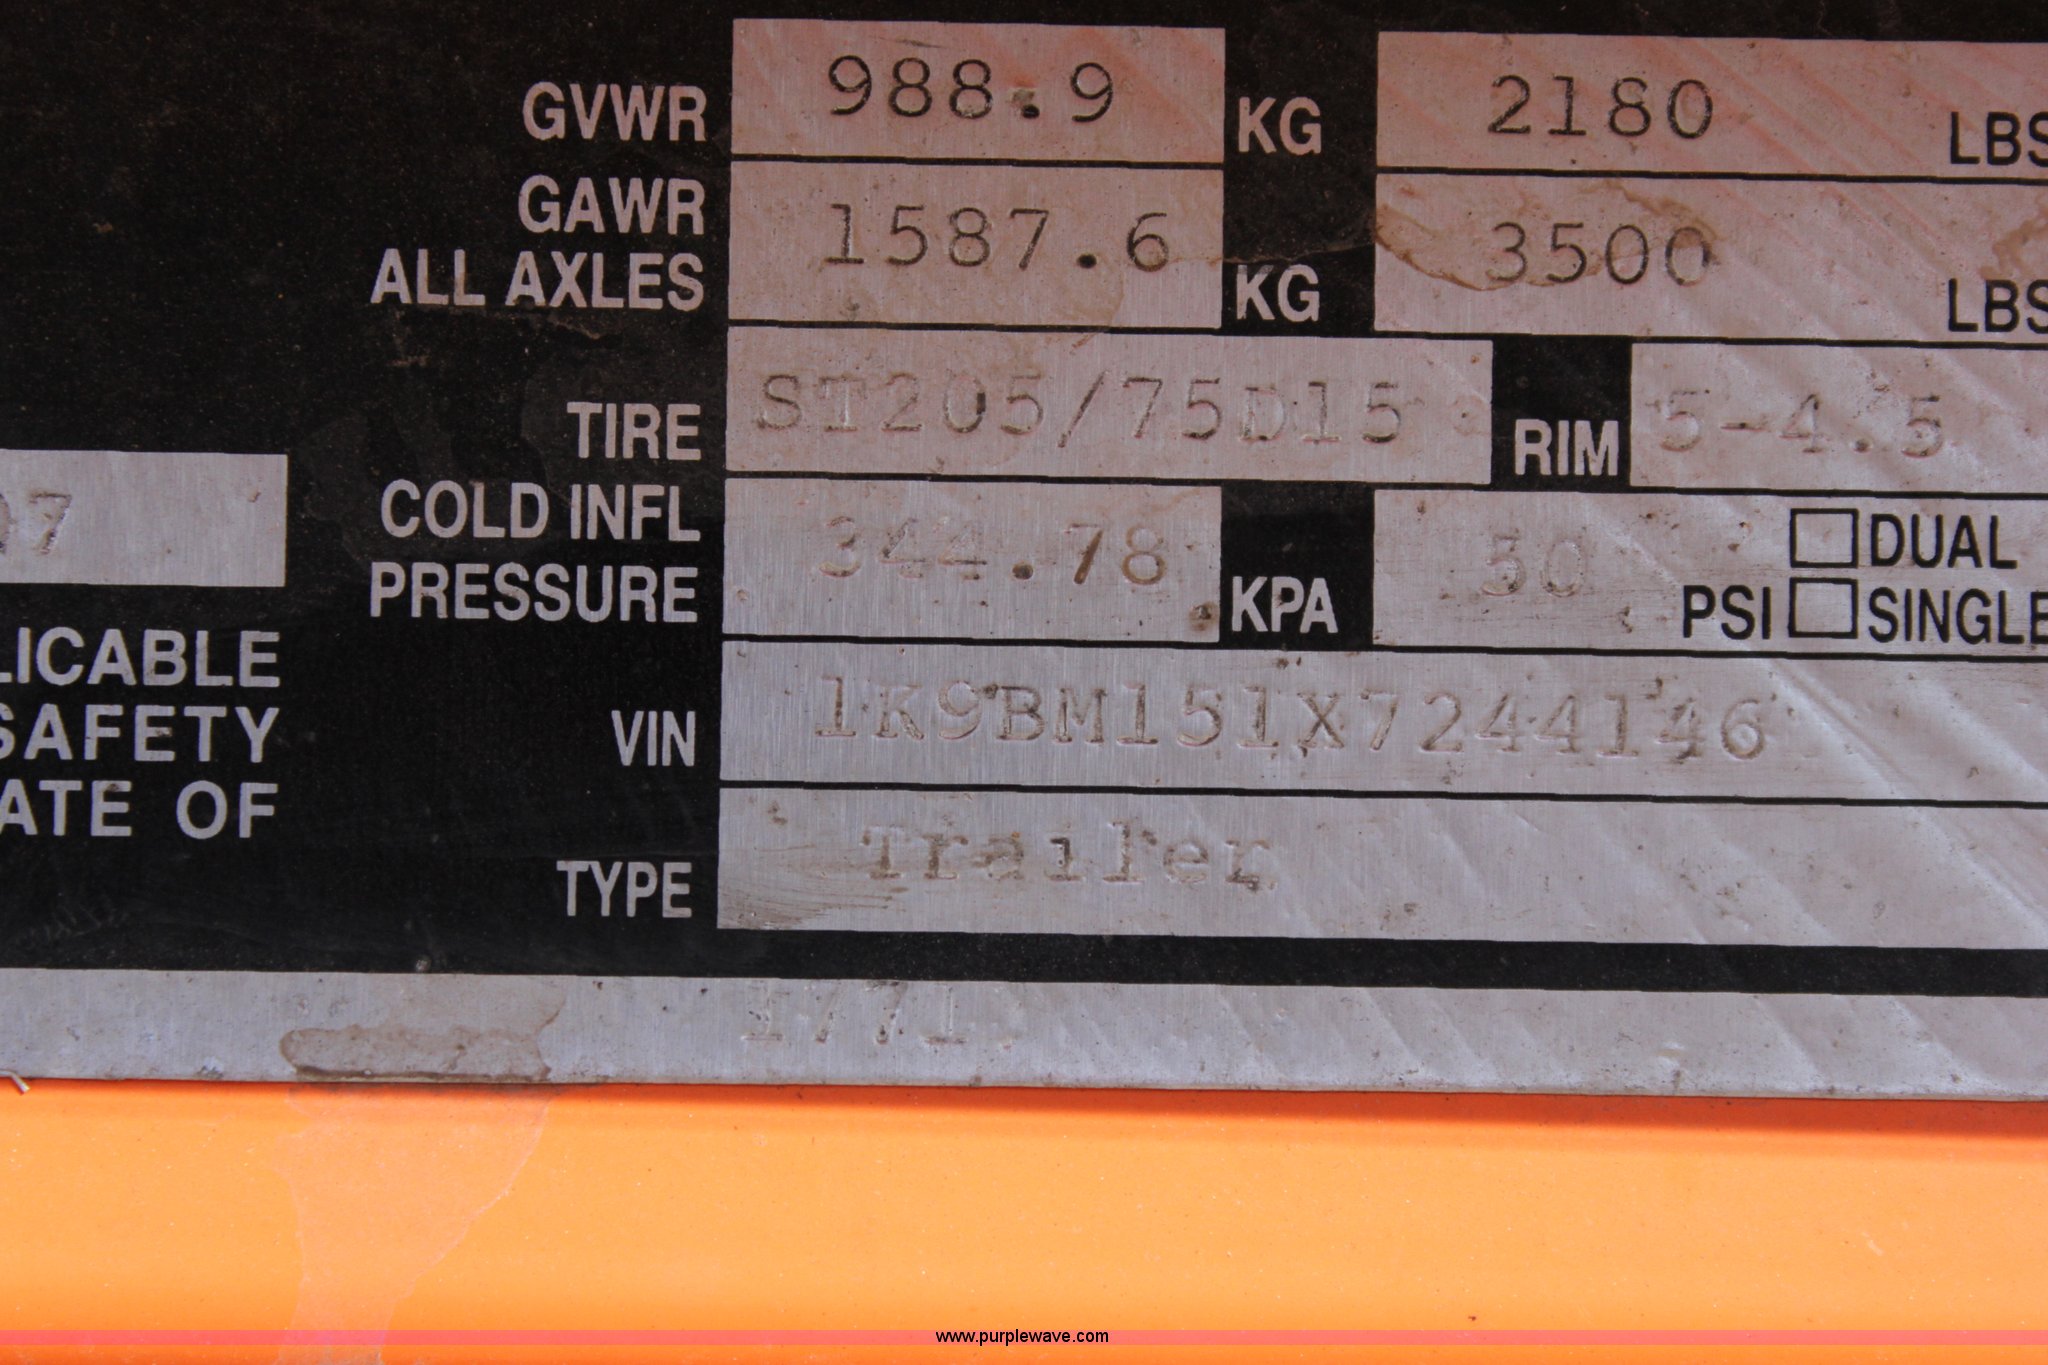 GVWR 988.9 KG 2180 LBS
GAWR
ALL AXLES 1587.6 KG 3500 LBS
TIRE ST205/75D15 RIM 5-4.5
07
COLD INFL
PRESSURE 344.78 KPA 50 PSI DUAL
SINGLE
LICABLE
SAFETY
ATE OF
VIN 1K9BM151X7244146
TYPE Trailer
1771
www.purplewave.com